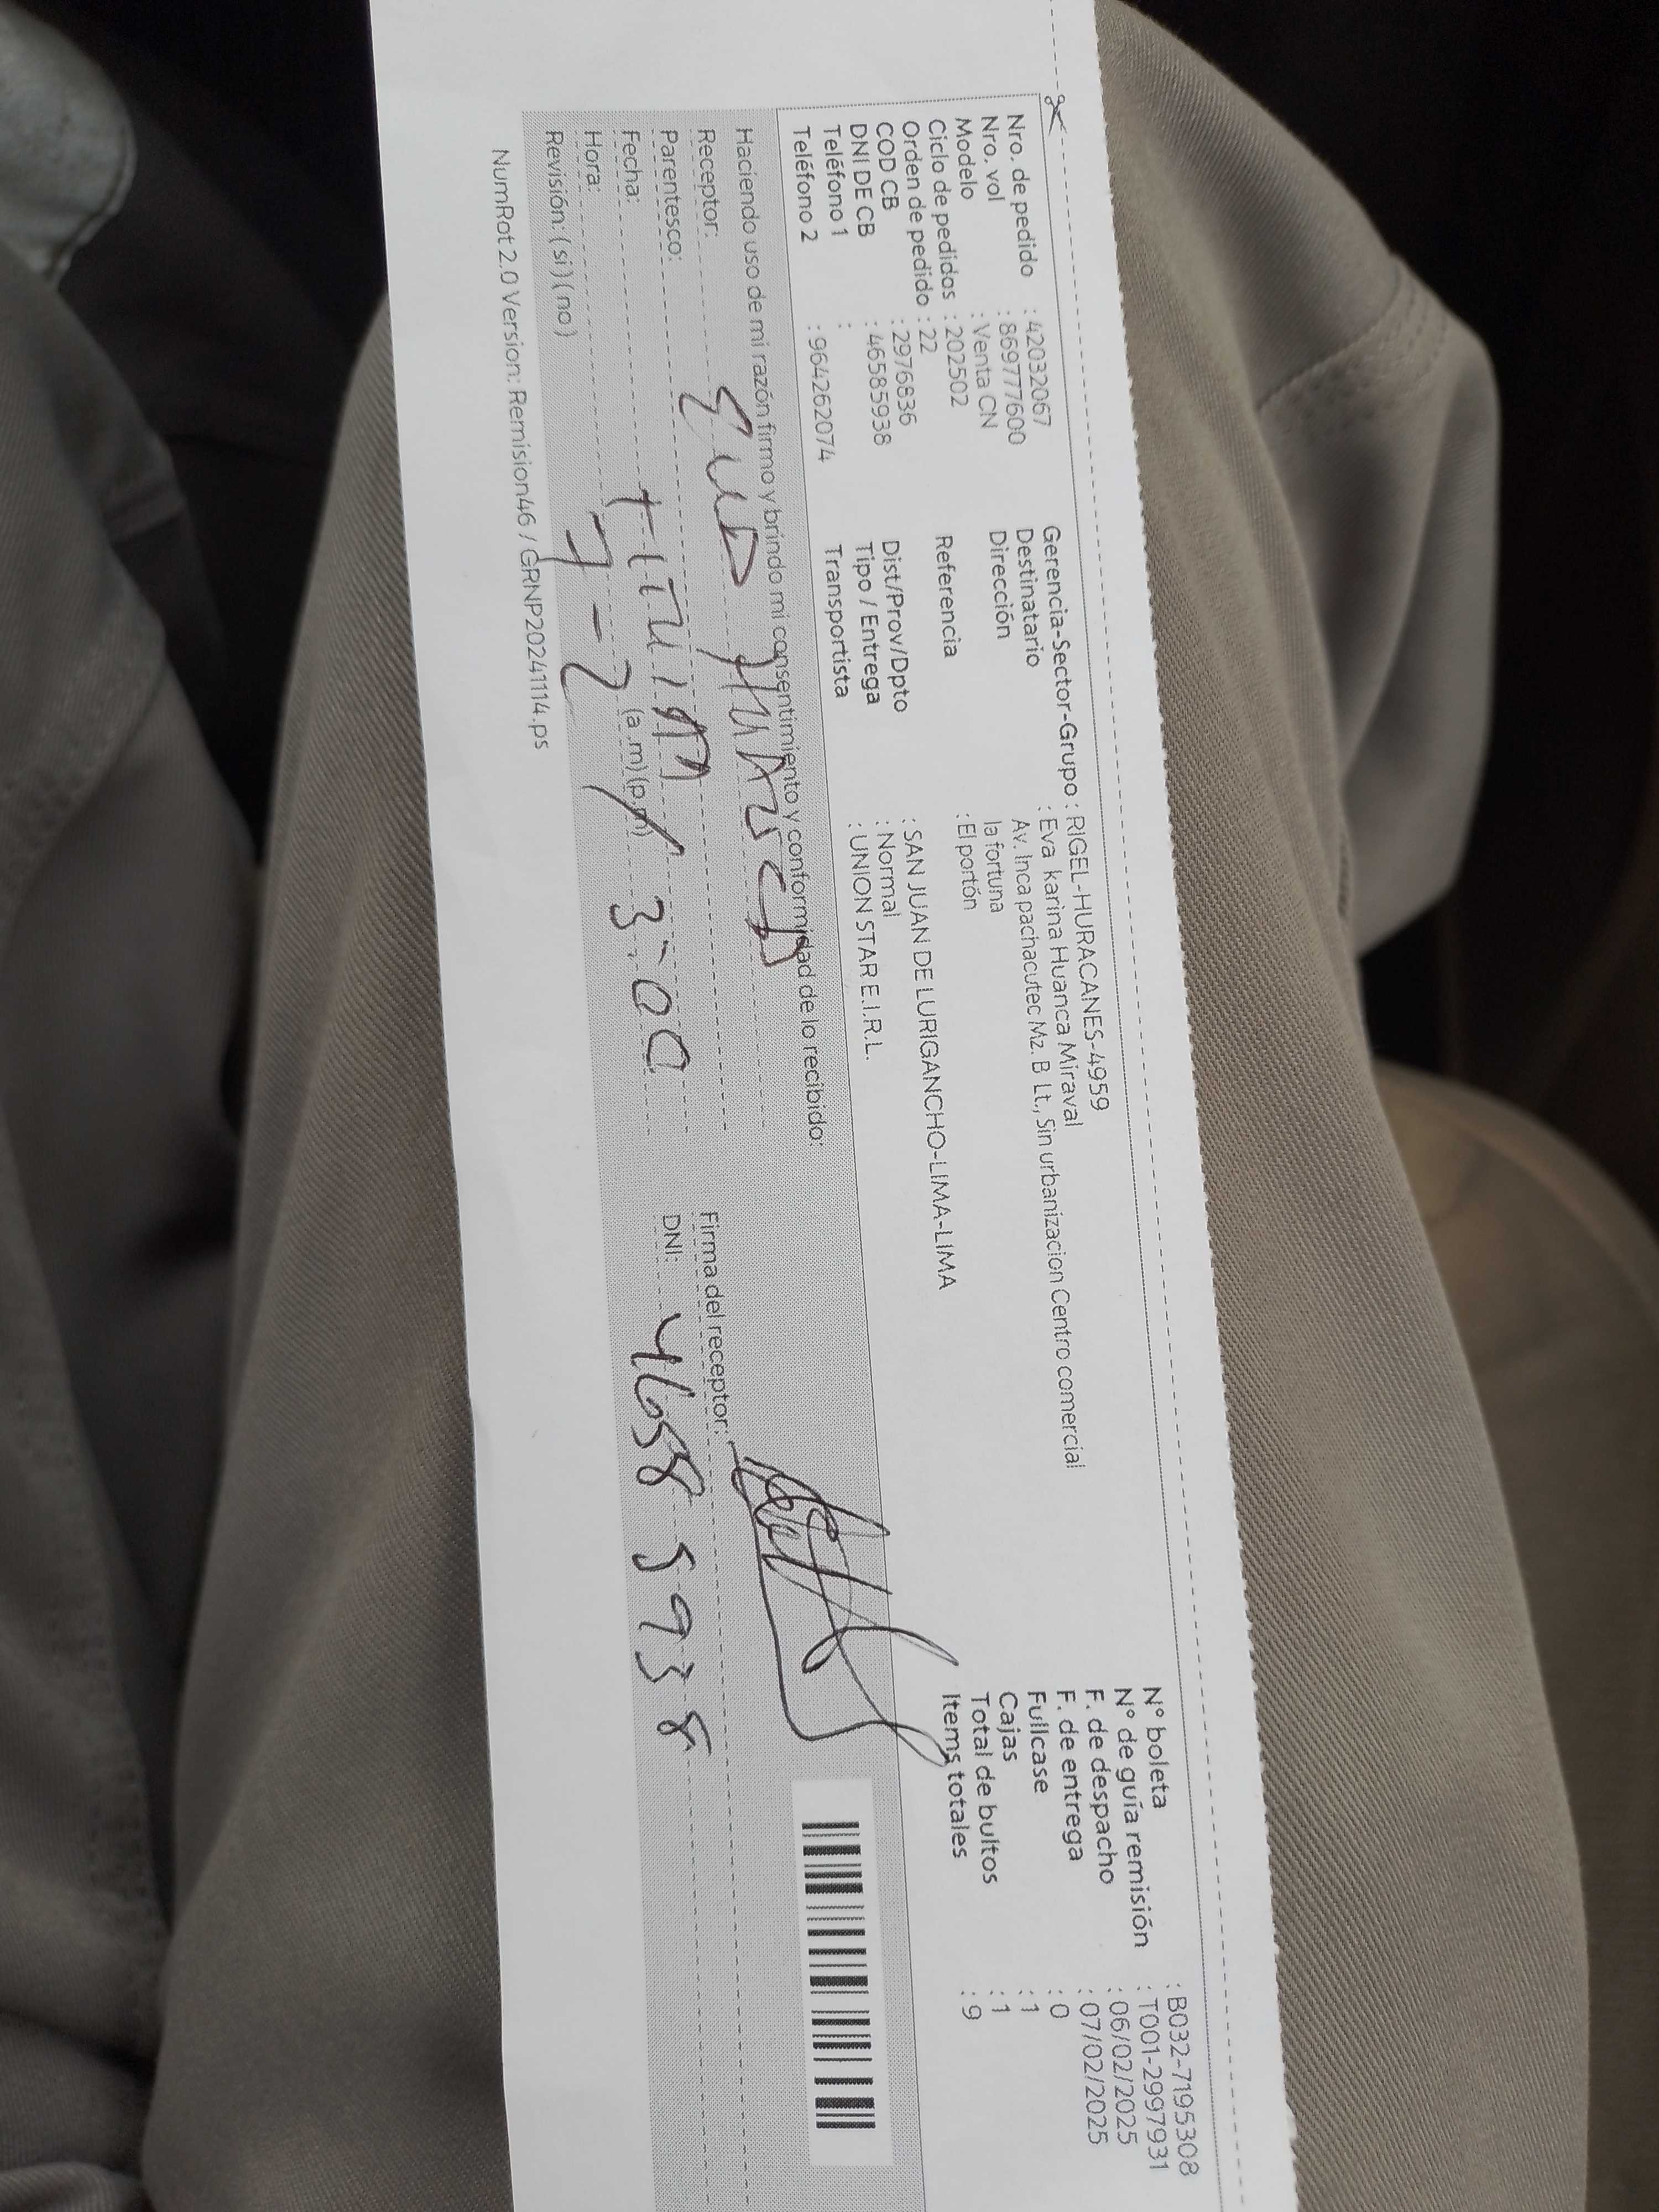 Nro. de pedido : 42032067
Nro. vol : 869777600
Modelo : Venta CN
Ciclo de pedidos : 202502
Orden de pedido : 22
COD CB : 2976836
DNI DE CB : 46585938
Teléfono 1 :
Teléfono 2 : 964262074
Gerencia-Sector-Grupo : RIGEL-HURACANES-4959
Destinatario : Eva karina Huanca Miraval
Dirección Av. Inca pachacutec Mz. B Lt., Sin urbanizacion Centro comercial
la fortuna
Referencia : El portón
Dist/Prov/Dpto : SAN JUAN DE LURIGANCHO-LIMA-LIMA
Tipo / Entrega : Normal
Transportista : UNION STAR E.I.R.L.
N° boleta : B032-7195308
N° de guía remisión : T001-2997931
F. de despacho : 06/02/2025
F. de entrega : 07/02/2025
Fullcase : 0
Cajas : 1
Total de bultos : 1
Items totales : 9
Haciendo uso de mi razón firmo y brindo mi consentimiento y conformidad de lo recibido:
Receptor: Huanca
Parentesco: titular
Fecha: 7-2 (a.m) (p.m) 3:00
Hora:
Revisión: (si) (no)
Firma del receptor:
DNI: 46585938
NumRot 2.0 Version: Remision46 / GRNP20241114.ps